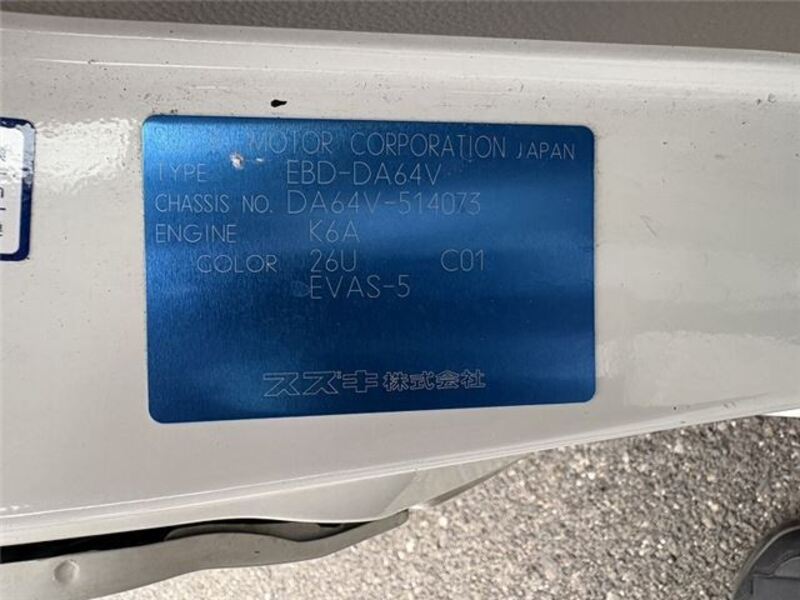 MOTOR CORPORATION JAPAN
TYPE EBD-DA64V
CHASSIS NO. DA64V-514073
ENGINE K6A
COLOR 26U C01
EVAS-5
スズキ株式会社